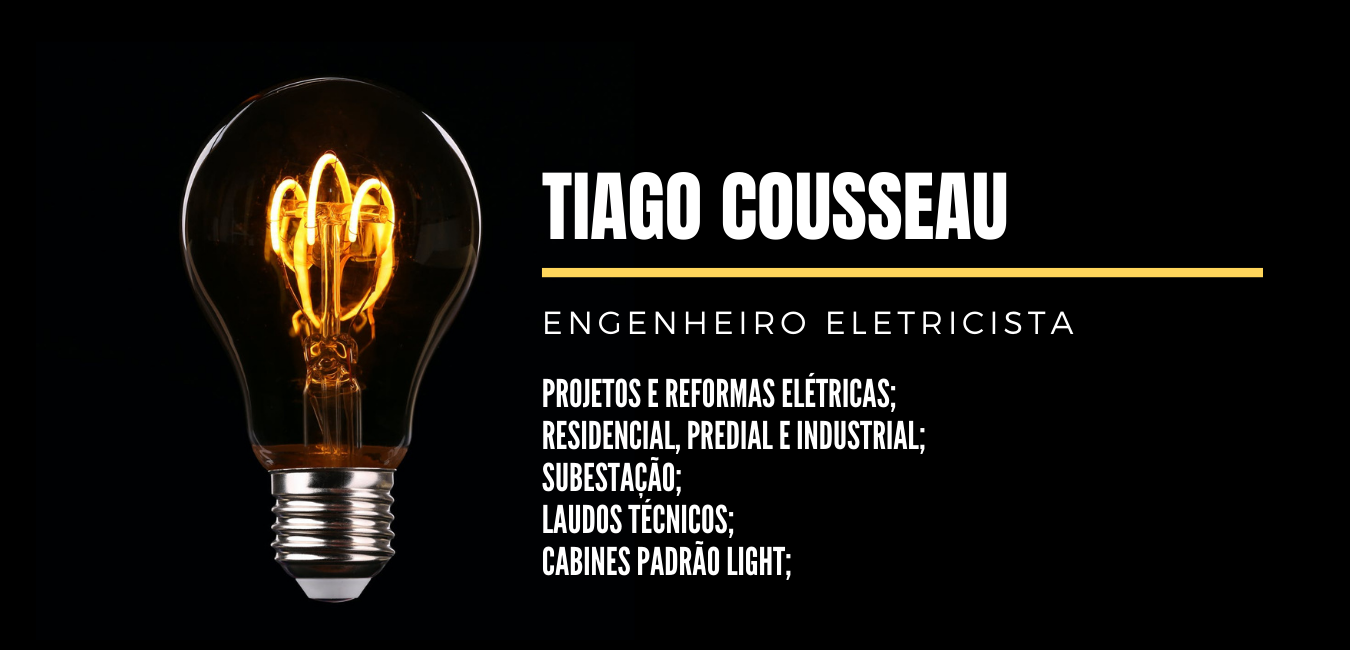 TIAGO COUSSEAU
ENGENHEIRO ELETRICISTA
PROJETOS E REFORMAS ELÉTRICAS;
RESIDENCIAL, PREDIAL E INDUSTRIAL;
SUBESTAÇÃO;
LAUDOS TÉCNICOS;
CABINES PADRÃO LIGHT;